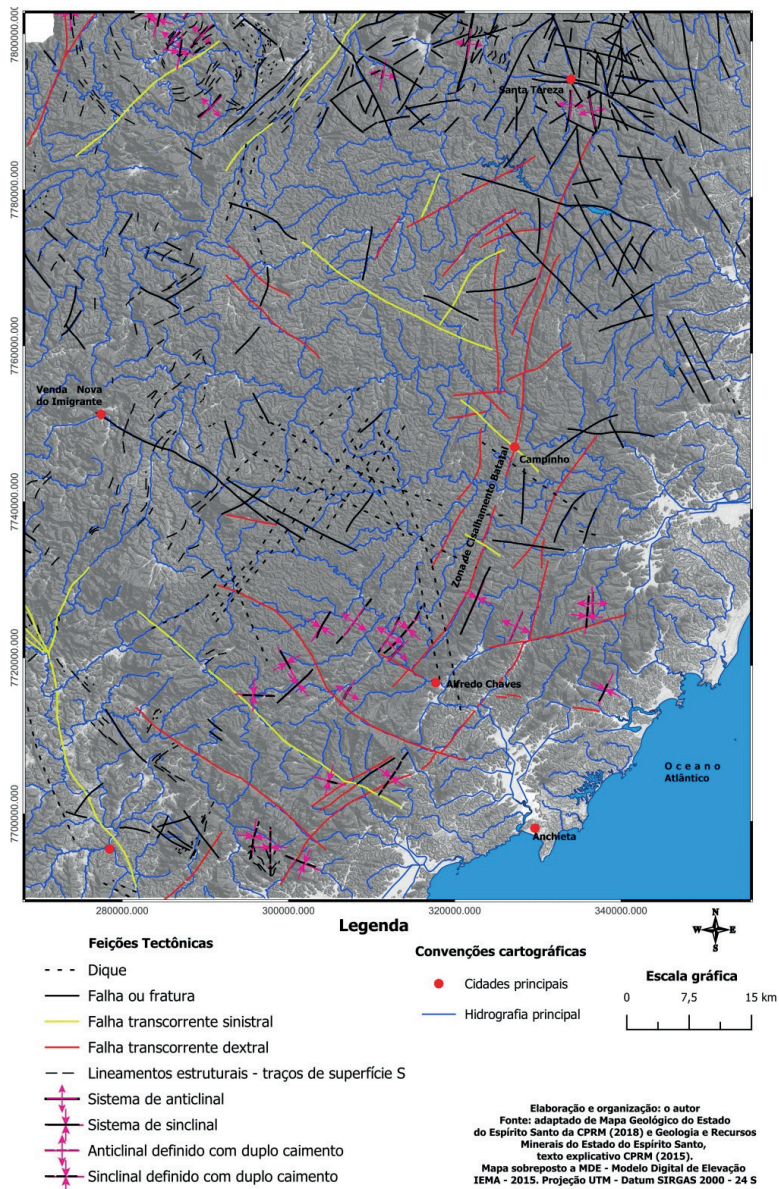 7800000.000
Santa Tereza
7780000.000
7760000.000
Venda Nova
do Imigrante
Campinho
Zona de Cisalhamento Batatal
7740000.000
7720000.000
Alfredo Chaves
Oceano
Atlântico
7700000.000
Anchieta
280000.000
300000.000
320000.000
340000.000
Legenda
N
W E
S
Feições Tectônicas
Dique
Falha ou fratura
Falha transcorrente sinistral
Falha transcorrente dextral
Lineamentos estruturais - traços de superfície S
Sistema de anticlinal
Sistema de sinclinal
Anticlinal definido com duplo caimento
Sinclinal definido com duplo caimento
Convenções cartográficas
Cidades principais
Hidrografia principal
Escala gráfica
0 7,5 15 km
Elaboração e organização: o autor
Fonte: adaptado de Mapa Geológico do Estado
do Espírito Santo da CPRM (2018) e Geologia e Recursos
Minerais do Estado do Espírito Santo,
texto explicativo CPRM (2015).
Mapa sobreposto a MDE - Modelo Digital de Elevação
IEMA - 2015. Projeção UTM - Datum SIRGAS 2000 - 24 S